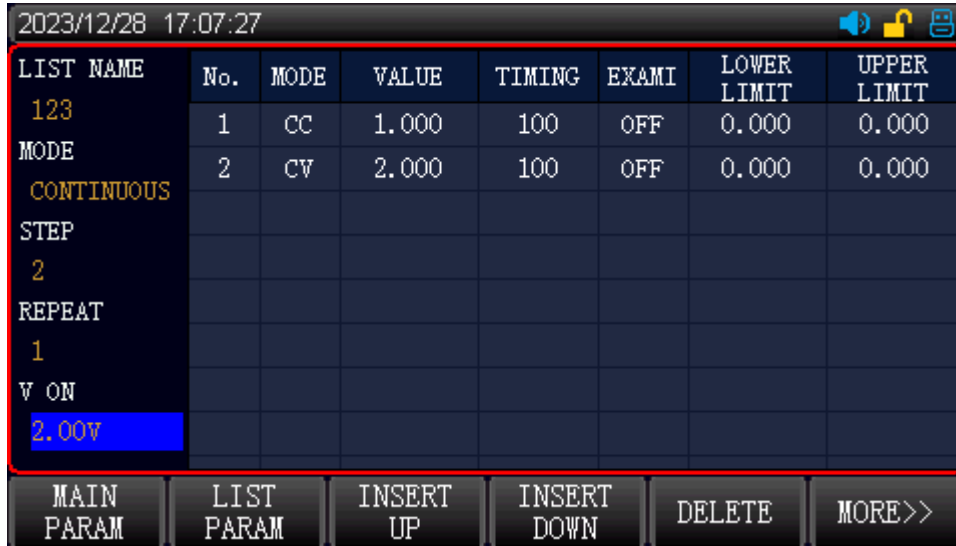 2023/12/28 17:07:27
LIST NAME
123
MODE
CONTINUOUS
STEP
2
REPEAT
1
V ON
2.00V
No. MODE VALUE TIMING EXAMI LOWER LIMIT UPPER LIMIT
1 CC 1.000 100 OFF 0.000 0.000
2 CV 2.000 100 OFF 0.000 0.000
MAIN PARAM
LIST PARAM
INSERT UP
INSERT DOWN
DELETE
MORE>>